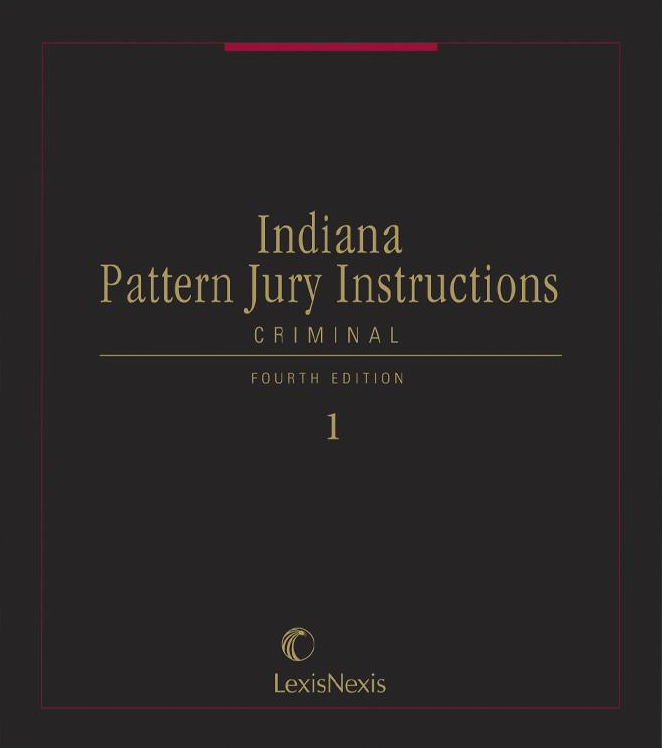 Indiana
Pattern Jury Instructions
CRIMINAL
FOURTH EDITION
1
LexisNexis